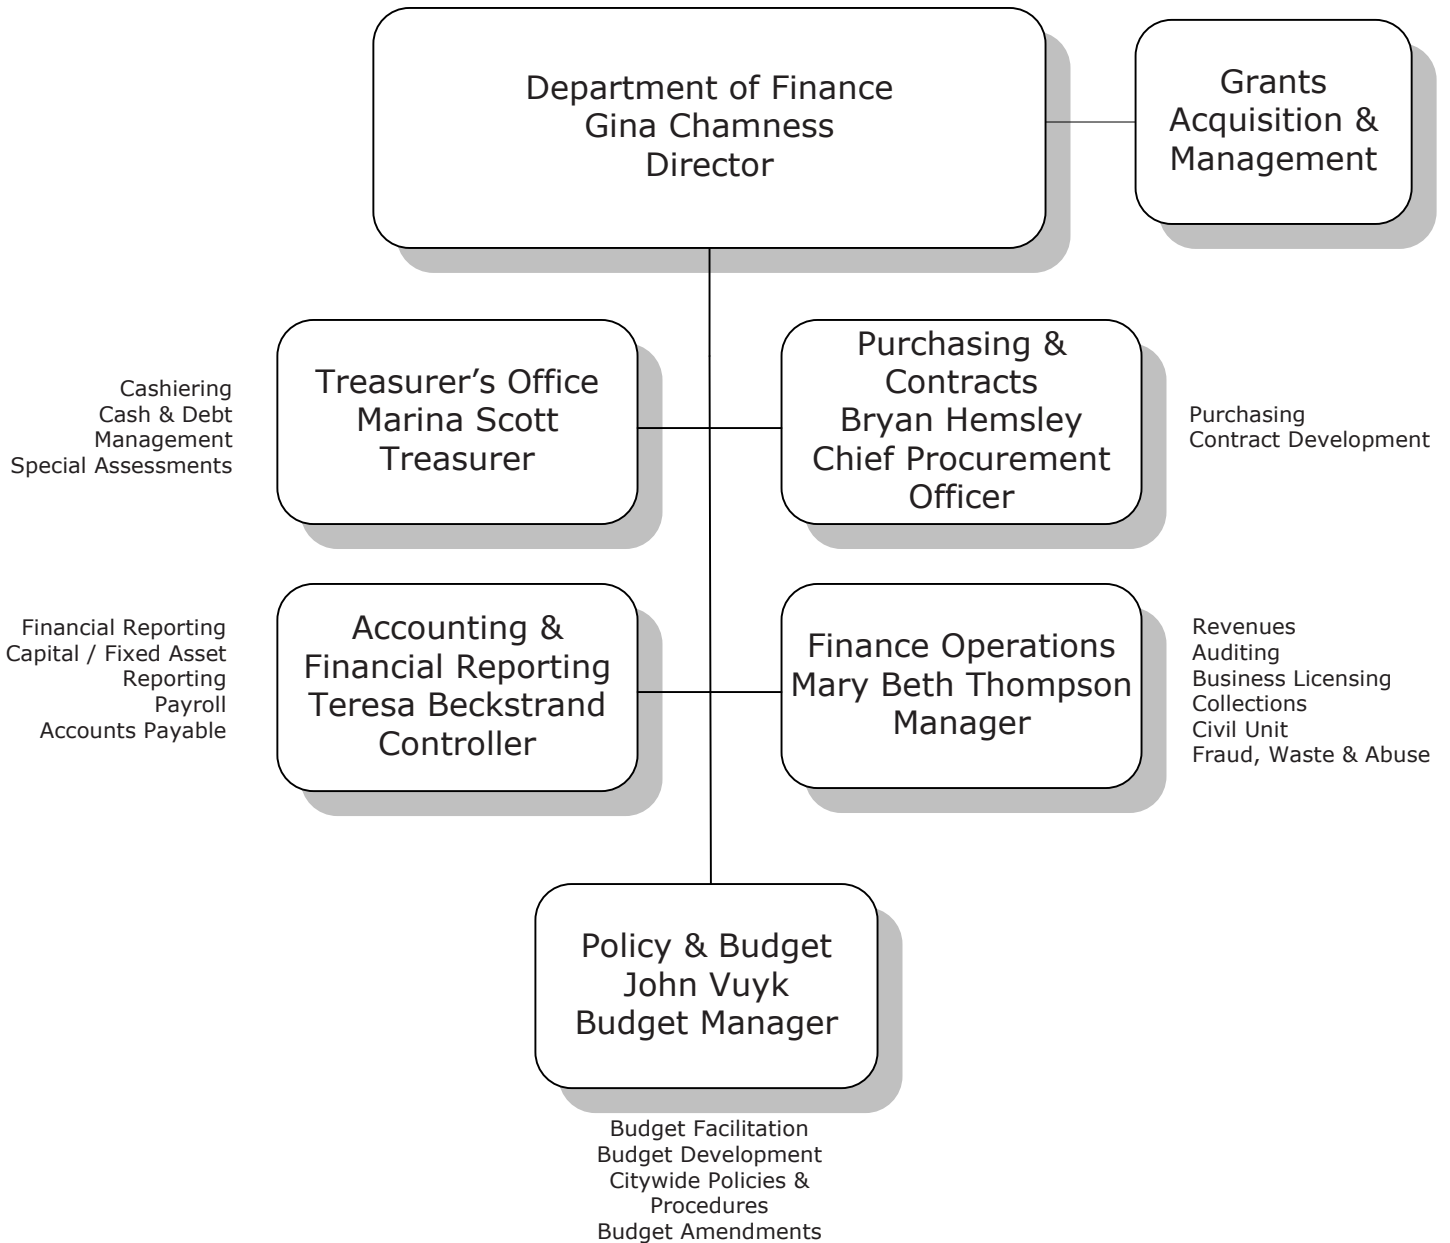 Department of Finance
Gina Chamness
Director
Grants
Acquisition &
Management
Cashiering
Cash & Debt
Management
Special Assessments
Treasurer’s Office
Marina Scott
Treasurer
Purchasing &
Contracts
Bryan Hemsley
Chief Procurement
Officer
Purchasing
Contract Development
Financial Reporting
Capital / Fixed Asset
Reporting
Payroll
Accounts Payable
Accounting &
Financial Reporting
Teresa Beckstrand
Controller
Finance Operations
Mary Beth Thompson
Manager
Revenues
Auditing
Business Licensing
Collections
Civil Unit
Fraud, Waste & Abuse
Policy & Budget
John Vuyk
Budget Manager
Budget Facilitation
Budget Development
Citywide Policies &
Procedures
Budget Amendments